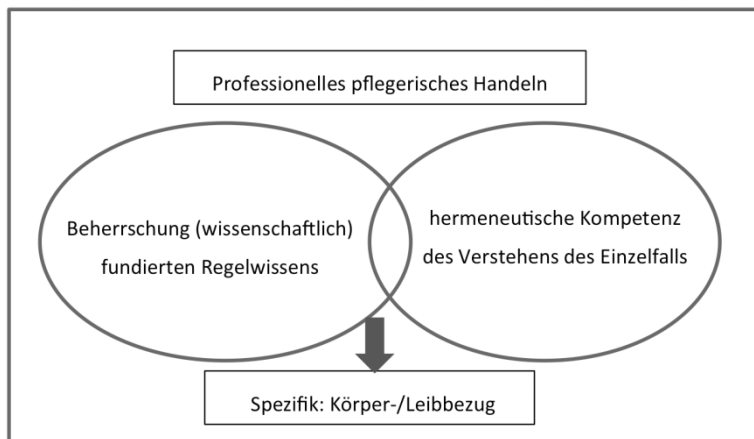 Professionelles pflegerisches Handeln
Beherrschung (wissenschaftlich)
fundierten Regelwissens
hermeneutische Kompetenz
des Verstehens des Einzelfalls
Spezifik: Körper-/Leibbezug